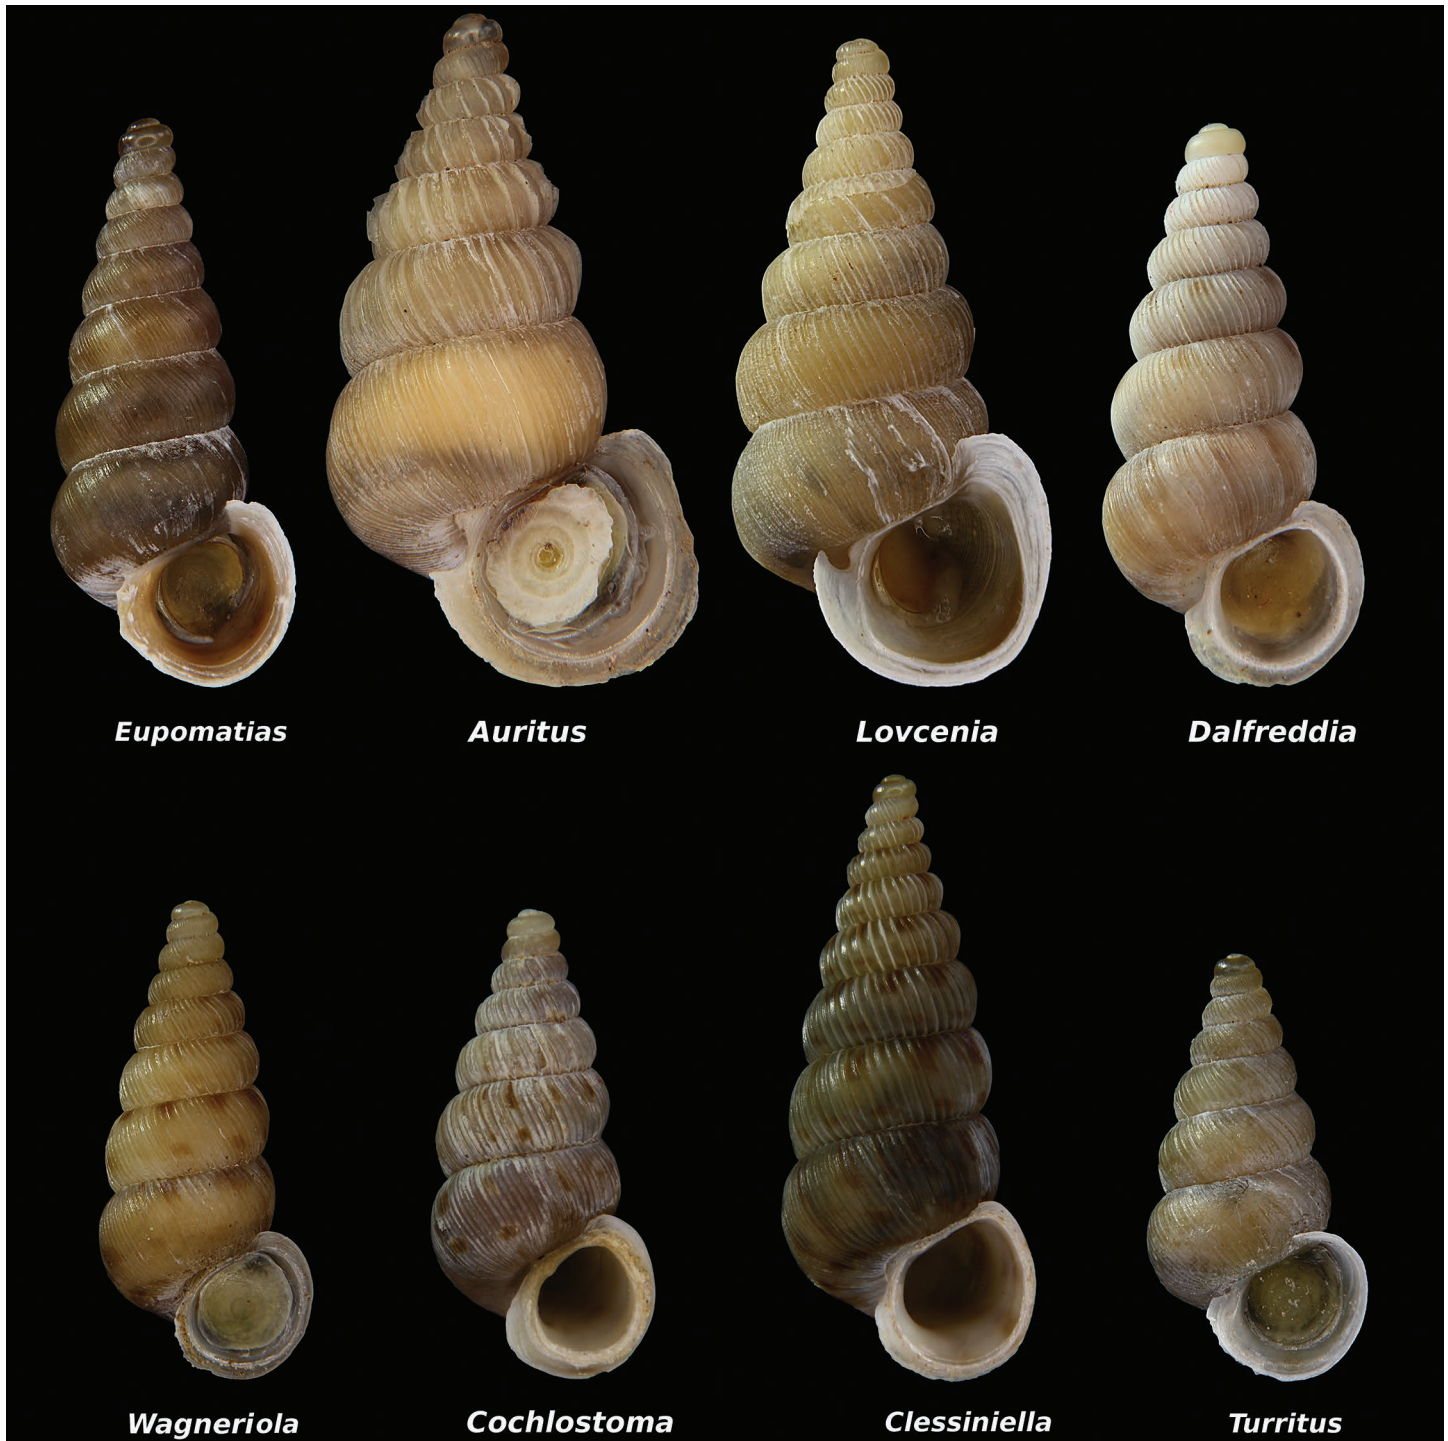 Eupomatias
Auritus
Lovcenia
Dalfreddia
Wagneriola
Cochlostoma
Clessiniella
Turritus